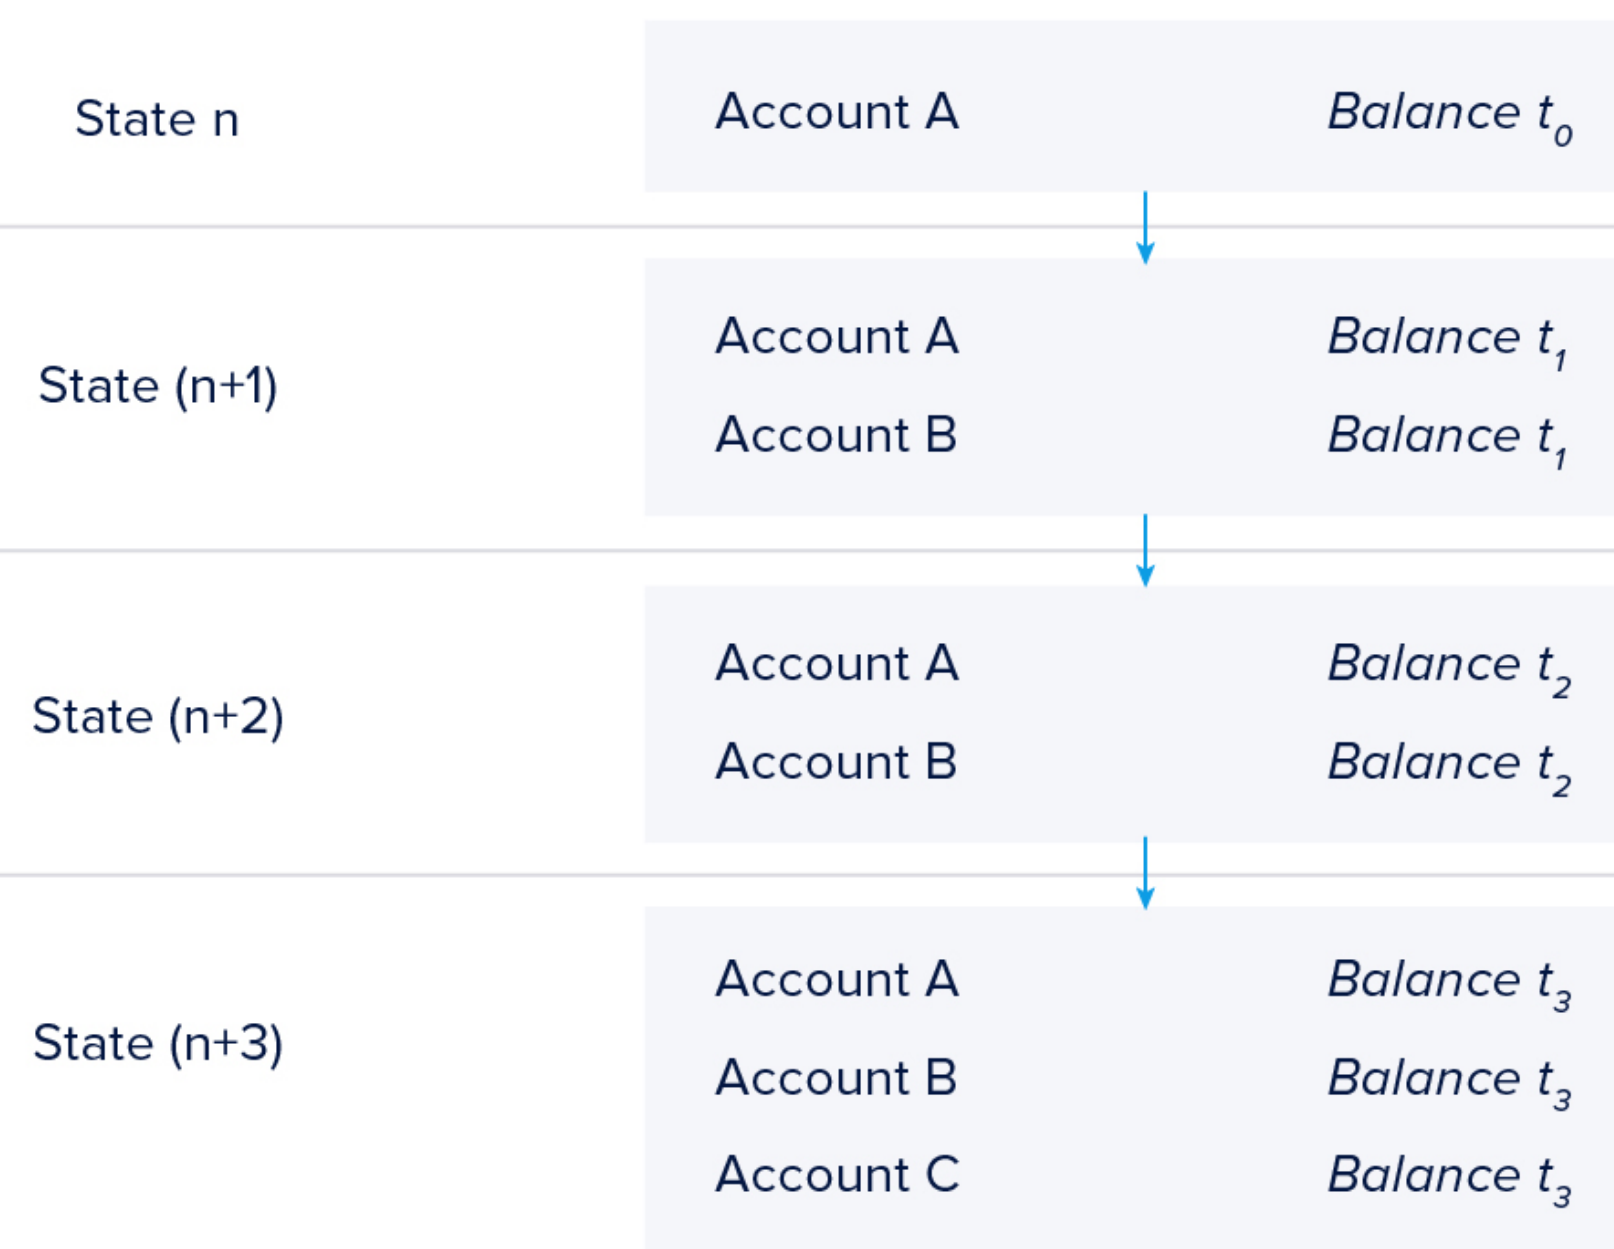 State n
Account A Balance t₀
State (n+1)
Account A Balance t₁
Account B Balance t₁
State (n+2)
Account A Balance t₂
Account B Balance t₂
State (n+3)
Account A Balance t₃
Account B Balance t₃
Account C Balance t₃